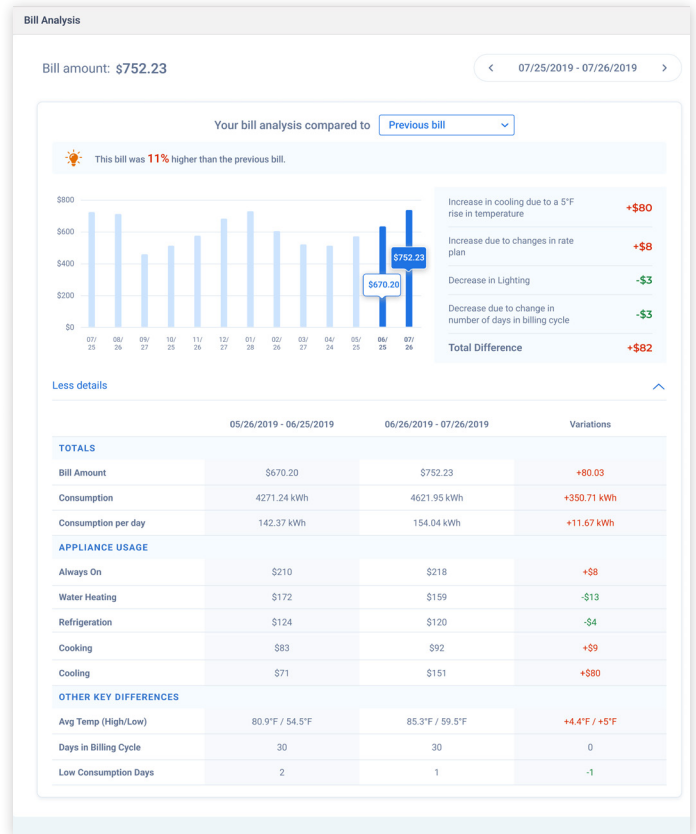 Bill Analysis
Bill amount: $752.23
07/25/2019 - 07/26/2019
Your bill analysis compared to
Previous bill
This bill was 11% higher than the previous bill.
$800
$600
$400
$200
$0
$670.20
$752.23
07/25 08/26 09/27 10/25 11/26 12/27 01/28 02/26 03/27 04/24 05/25 06/25 07/26
Increase in cooling due to a 5°F
rise in temperature
+$80
Increase due to changes in rate
plan
+$8
Decrease in Lighting
-$3
Decrease due to change in
number of days in billing cycle
-$3
Total Difference
+$82
Less details
05/26/2019 - 06/25/2019 06/26/2019 - 07/26/2019 Variations
TOTALS
Bill Amount $670.20 $752.23 +80.03
Consumption 4271.24 kWh 4621.95 kWh +350.71 kWh
Consumption per day 142.37 kWh 154.04 kWh +11.67 kWh
APPLIANCE USAGE
Always On $210 $218 +$8
Water Heating $172 $159 -$13
Refrigeration $124 $120 -$4
Cooking $83 $92 +$9
Cooling $71 $151 +$80
OTHER KEY DIFFERENCES
Avg Temp (High/Low) 80.9°F / 54.5°F 85.3°F / 59.5°F +4.4°F / +5°F
Days in Billing Cycle 30 30 0
Low Consumption Days 2 1 -1